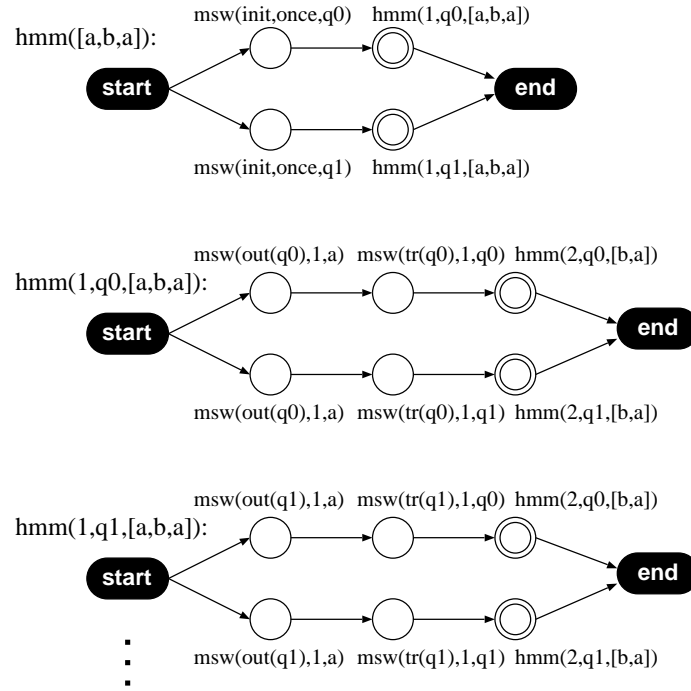 msw(init,once,q0) hmm(1,q0,[a,b,a])
hmm([a,b,a]):
start
end
msw(init,once,q1) hmm(1,q1,[a,b,a])
msw(out(q0),1,a) msw(tr(q0),1,q0) hmm(2,q0,[b,a])
hmm(1,q0,[a,b,a]):
start
end
msw(out(q0),1,a) msw(tr(q0),1,q1) hmm(2,q1,[b,a])
msw(out(q1),1,a) msw(tr(q1),1,q0) hmm(2,q0,[b,a])
hmm(1,q1,[a,b,a]):
start
end
msw(out(q1),1,a) msw(tr(q1),1,q1) hmm(2,q1,[b,a])